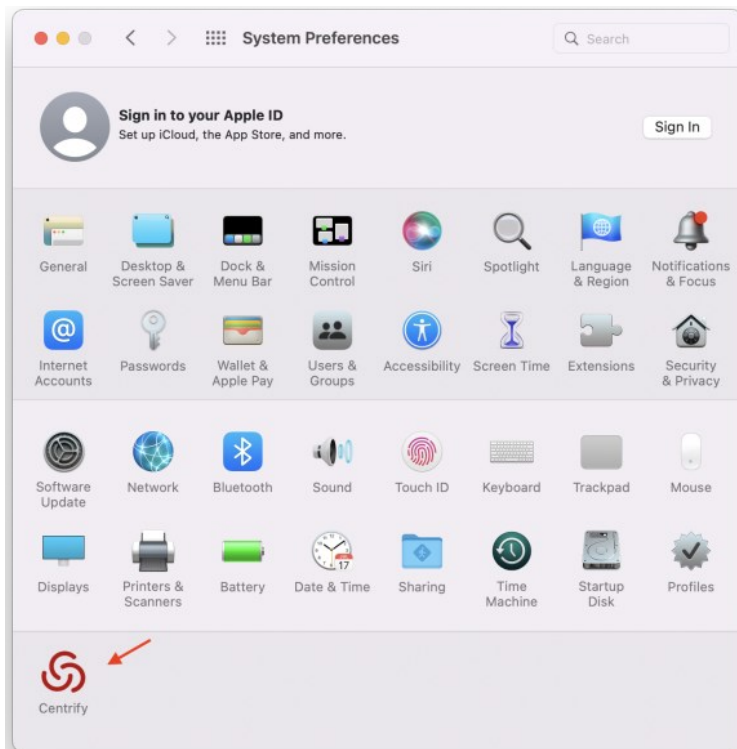 System Preferences
Search
Sign in to your Apple ID
Set up iCloud, the App Store, and more.
Sign In
General
Desktop &
Screen Saver
Dock &
Menu Bar
Mission
Control
Siri
Spotlight
Language
& Region
Notifications
& Focus
Internet
Accounts
Passwords
Wallet &
Apple Pay
Users &
Groups
Accessibility
Screen Time
Extensions
Security
& Privacy
Software
Update
Network
Bluetooth
Sound
Touch ID
Keyboard
Trackpad
Mouse
Displays
Printers &
Scanners
Battery
17
Date & Time
Sharing
Time
Machine
Startup
Disk
Profiles
Centrify